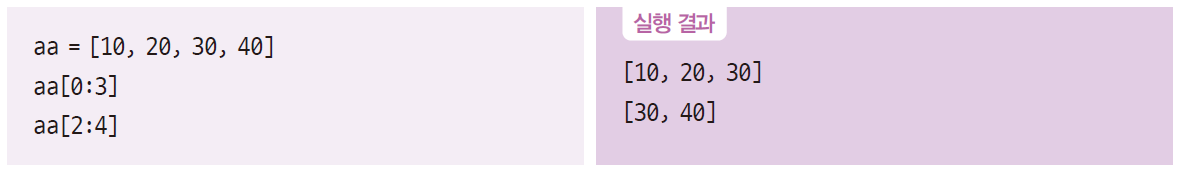 aa = [10, 20, 30, 40]
aa[0:3]
aa[2:4]
실행 결과
[10, 20, 30]
[30, 40]